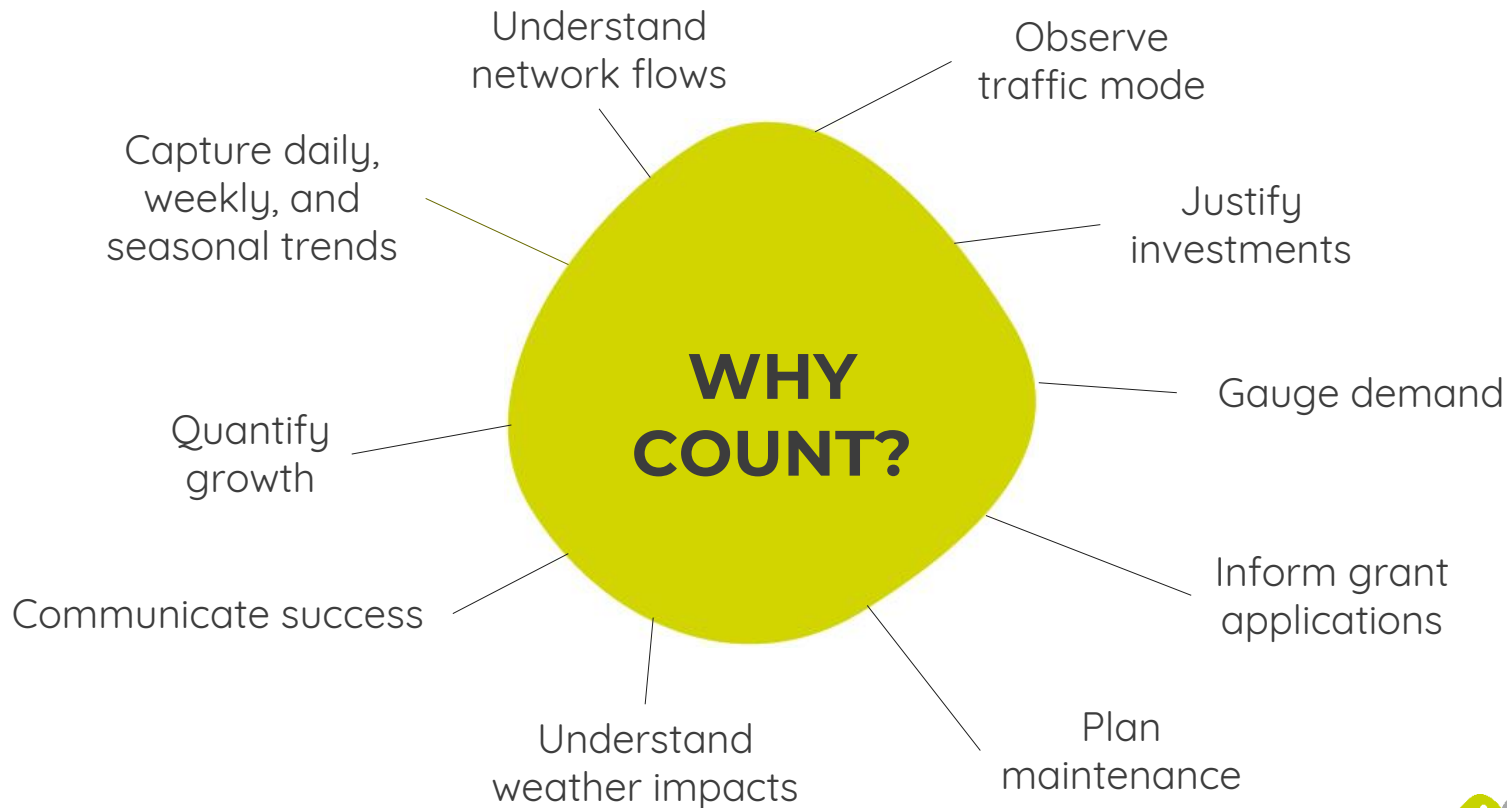 Understand
network flows
Observe
traffic mode
Capture daily,
weekly, and
seasonal trends
Justify
investments
WHY
COUNT?
Gauge demand
Quantify
growth
Inform grant
applications
Communicate success
Understand
weather impacts
Plan
maintenance